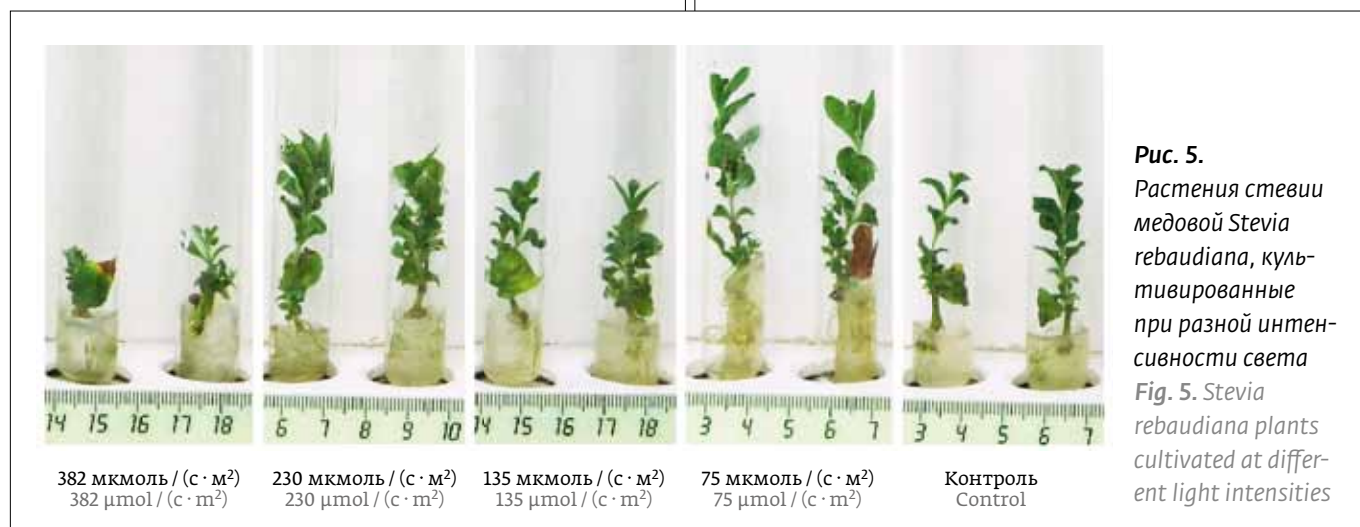 14 15 16 17 18
6 7 8 9 10
14 15 16 17 18
3 4 5 6 7
3 4 5 6 7
382 мкмоль / (с · м²)
382 μmol / (с · m²)
230 мкмоль / (с · м²)
230 μmol / (с · m²)
135 мкмоль / (с · м²)
135 μmol / (с · m²)
75 мкмоль / (с · м²)
75 μmol / (с · m²)
Контроль
Control
Рис. 5.
Растения стевии
медовой Stevia
rebaudiana, куль-
тивированные
при разной интен-
сивности света
Fig. 5. Stevia
rebaudiana plants
cultivated at differ-
ent light intensities